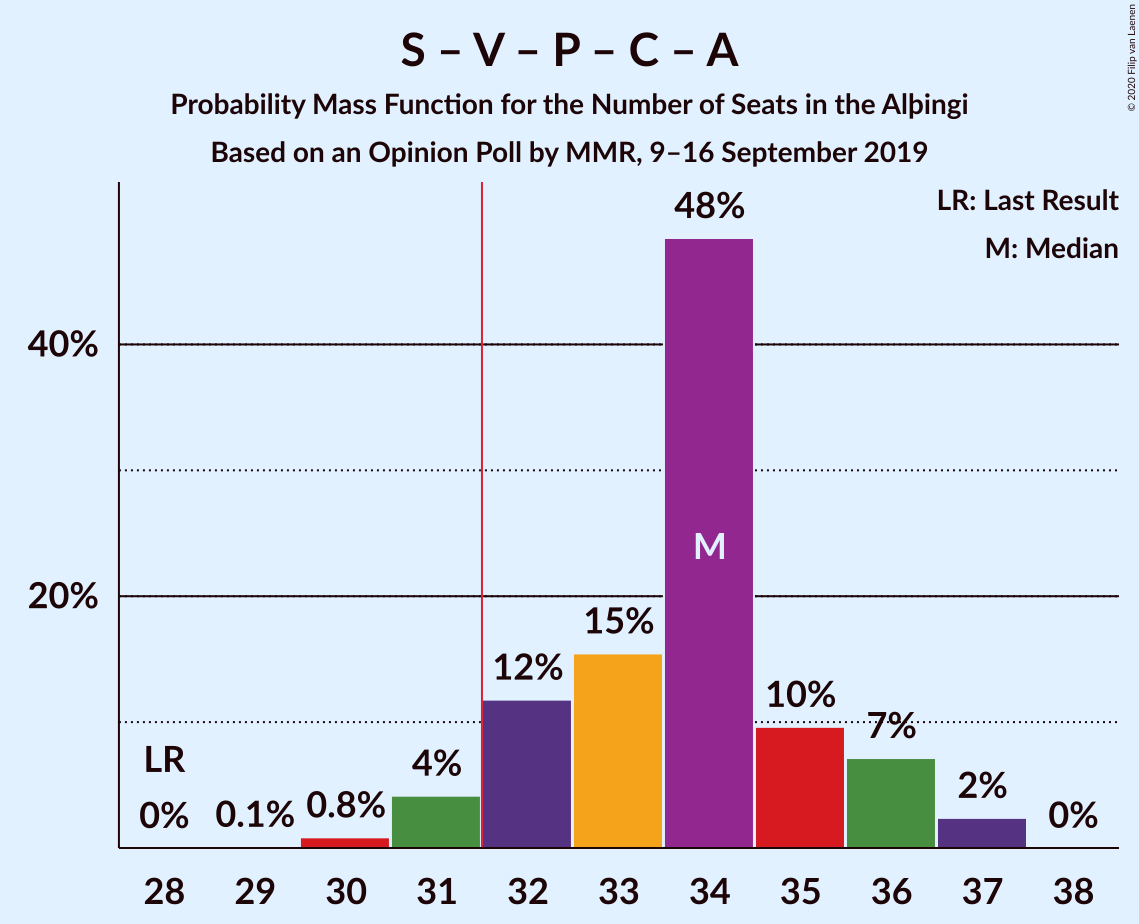 S – V – P – C – A
Probability Mass Function for the Number of Seats in the Alþingi
Based on an Opinion Poll by MMR, 9–16 September 2019
© 2020 Filip van Laenen
LR: Last Result
M: Median
48%
40%
M
20%
15%
12%
10%
7%
LR
4%
2%
0%
0.1%
0.8%
0%
28 29 30 31 32 33 34 35 36 37 38